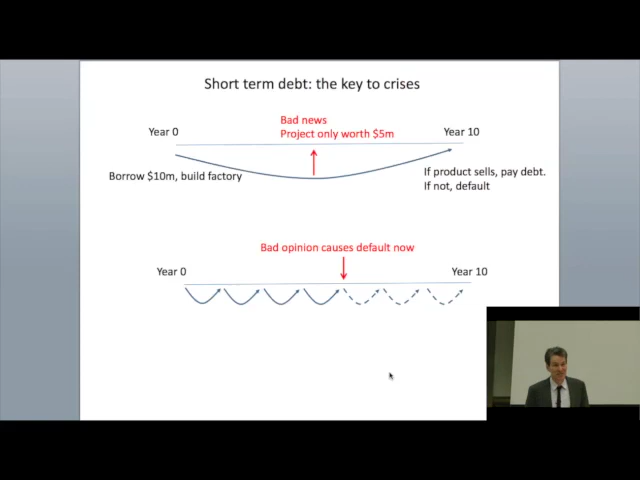 Short term debt: the key to crises
Bad news
Project only worth $5m
Year 0
Year 10
Borrow $10m, build factory
If product sells, pay debt.
If not, default
Bad opinion causes default now
Year 0
Year 10